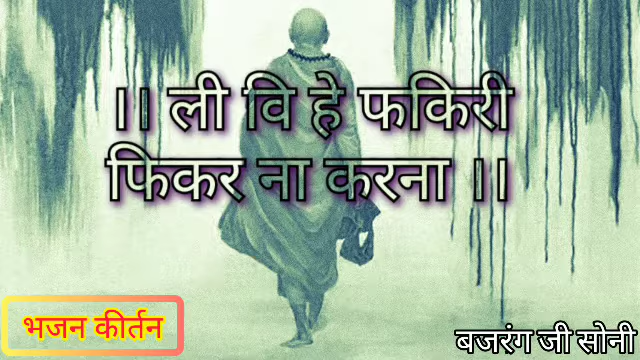 ।। ली वि हे फकिरी
फिकर ना करना ।।
भजन कीर्तन
बजरंग जी सोनी